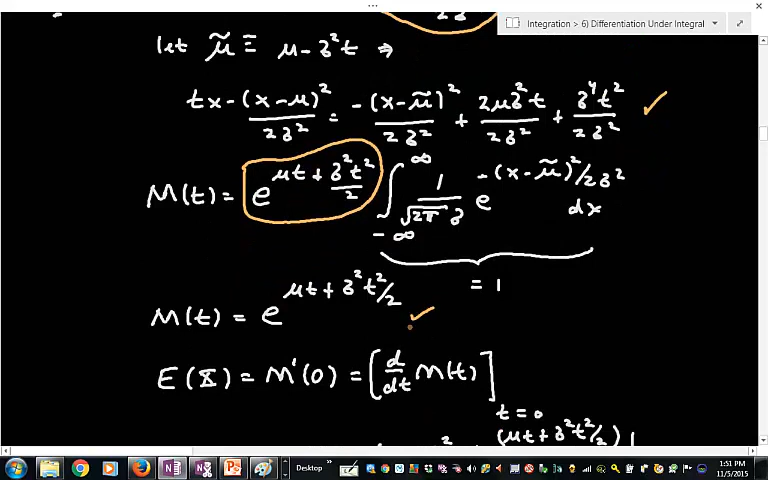 Integration > 6) Differentiation Under Integral
let μ̃ ≡ μ - σ²t ⇒
tx - (x-μ)²/2σ² = -(x-μ̃)²/2σ² + 2μσ²t/2σ² + σ⁴t²/2σ² ✓
M(t) = e^(μt + σ²t²/2) ∫_{-∞}^{∞} 1/(√2π σ) e^(-(x-μ̃)²/2σ²) dx
= 1
M(t) = e^(μt + σ²t²/2) ✓
E(X) = M'(0) = [d/dt M(t)] t=0
(μt + σ²t²/2) |
Desktop
1:51 PM
11/5/2015